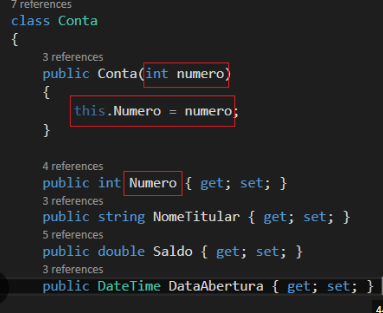 7 references
class Conta
{
3 references
public Conta(int numero)
{
this.Numero = numero;
}
4 references
public int Numero { get; set; }
3 references
public string NomeTitular { get; set; }
5 references
public double Saldo { get; set; }
3 references
public DateTime DataAbertura { get; set; }
4